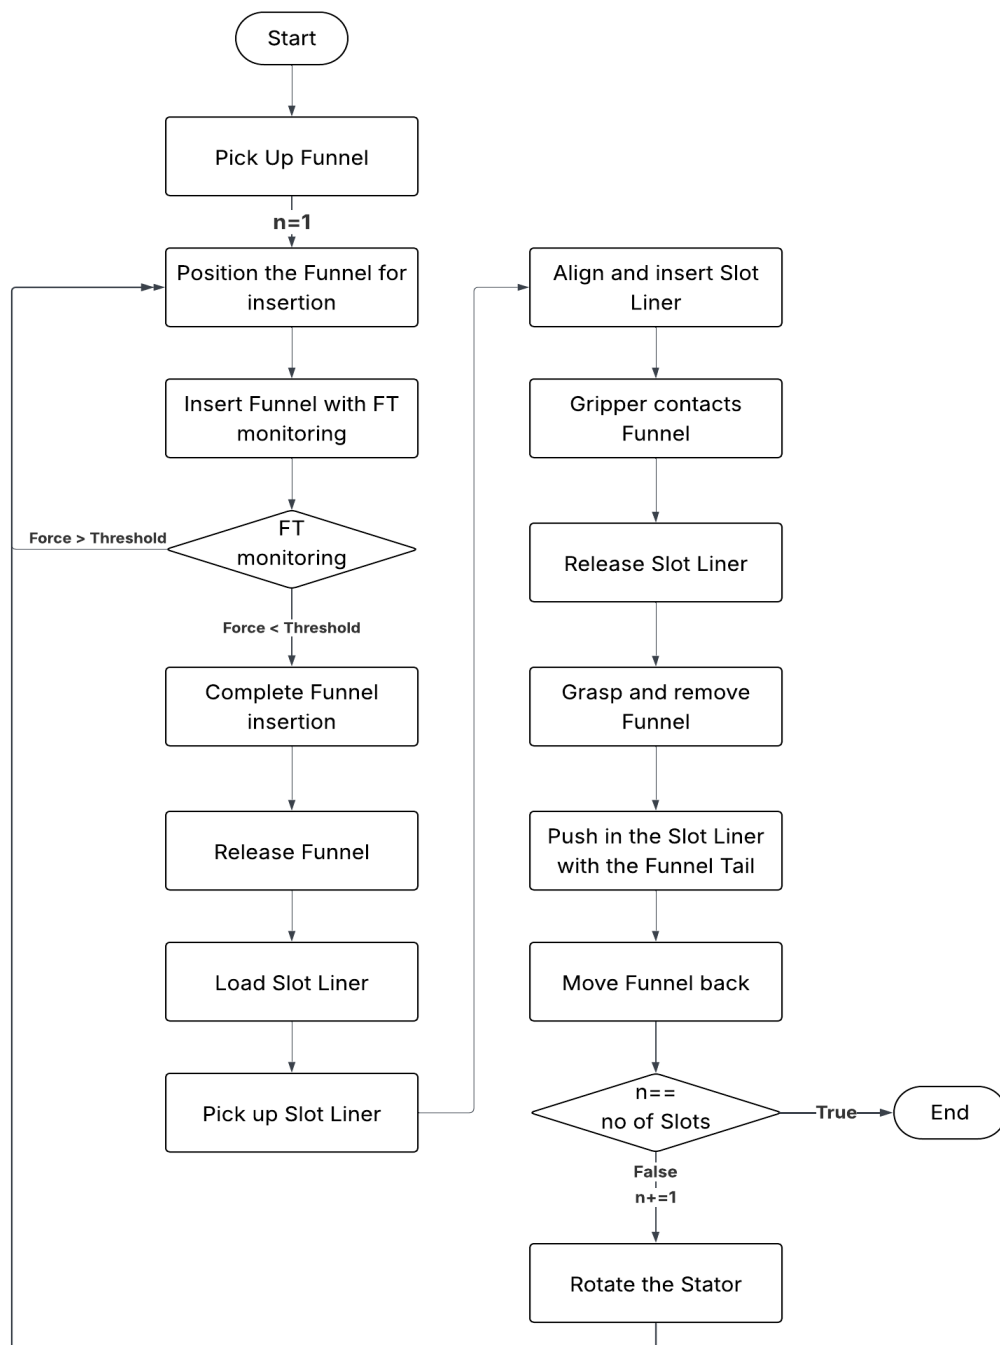 Start
Pick Up Funnel
n=1
Position the Funnel for
insertion
Insert Funnel with FT
monitoring
FT
monitoring
Force > Threshold
Force < Threshold
Complete Funnel
insertion
Release Funnel
Load Slot Liner
Pick up Slot Liner
Align and insert Slot
Liner
Gripper contacts
Funnel
Release Slot Liner
Grasp and remove
Funnel
Push in the Slot Liner
with the Funnel Tail
Move Funnel back
n==
no of Slots
True
End
False
n+=1
Rotate the Stator